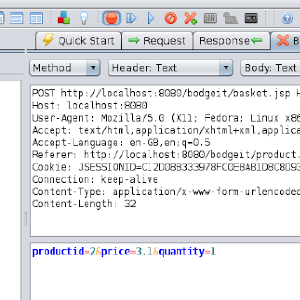 Quick Start
Request
Response
B
Method
Header: Text
Body: Text
POST http://localhost:8080/bodgeit/basket.jsp H
Host: localhost:8080
User-Agent: Mozilla/5.0 (X11; Fedora; Linux x86
Accept: text/html,application/xhtml+xml,applica
Accept-Language: en-GB,en;q=0.5
Referer: http://localhost:8080/bodgeit/product.
Connection: keep-alive
Content-Type: application/x-www-form-urlencoded
Content-Length: 32
productid=2&price=3.1&quantity=1